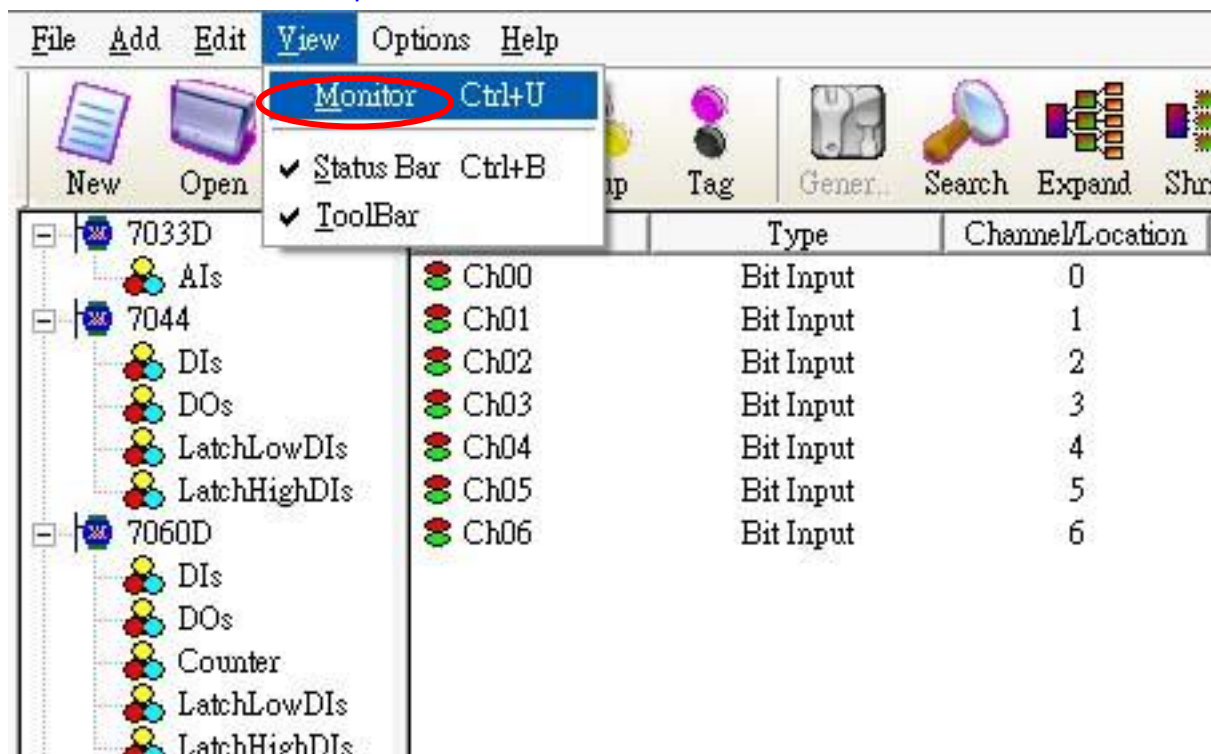 File Add Edit View Options Help
Monitor Ctrl+U
Status Bar Ctrl+B
ToolBar
New Open Tag Gener.. Search Expand
Type Channel/Location
7033D
AIs
7044
DIs
DOs
LatchLowDIs
LatchHighDIs
7060D
DIs
DOs
Counter
LatchLowDIs
LatchHighDIs
Ch00 Bit Input 0
Ch01 Bit Input 1
Ch02 Bit Input 2
Ch03 Bit Input 3
Ch04 Bit Input 4
Ch05 Bit Input 5
Ch06 Bit Input 6